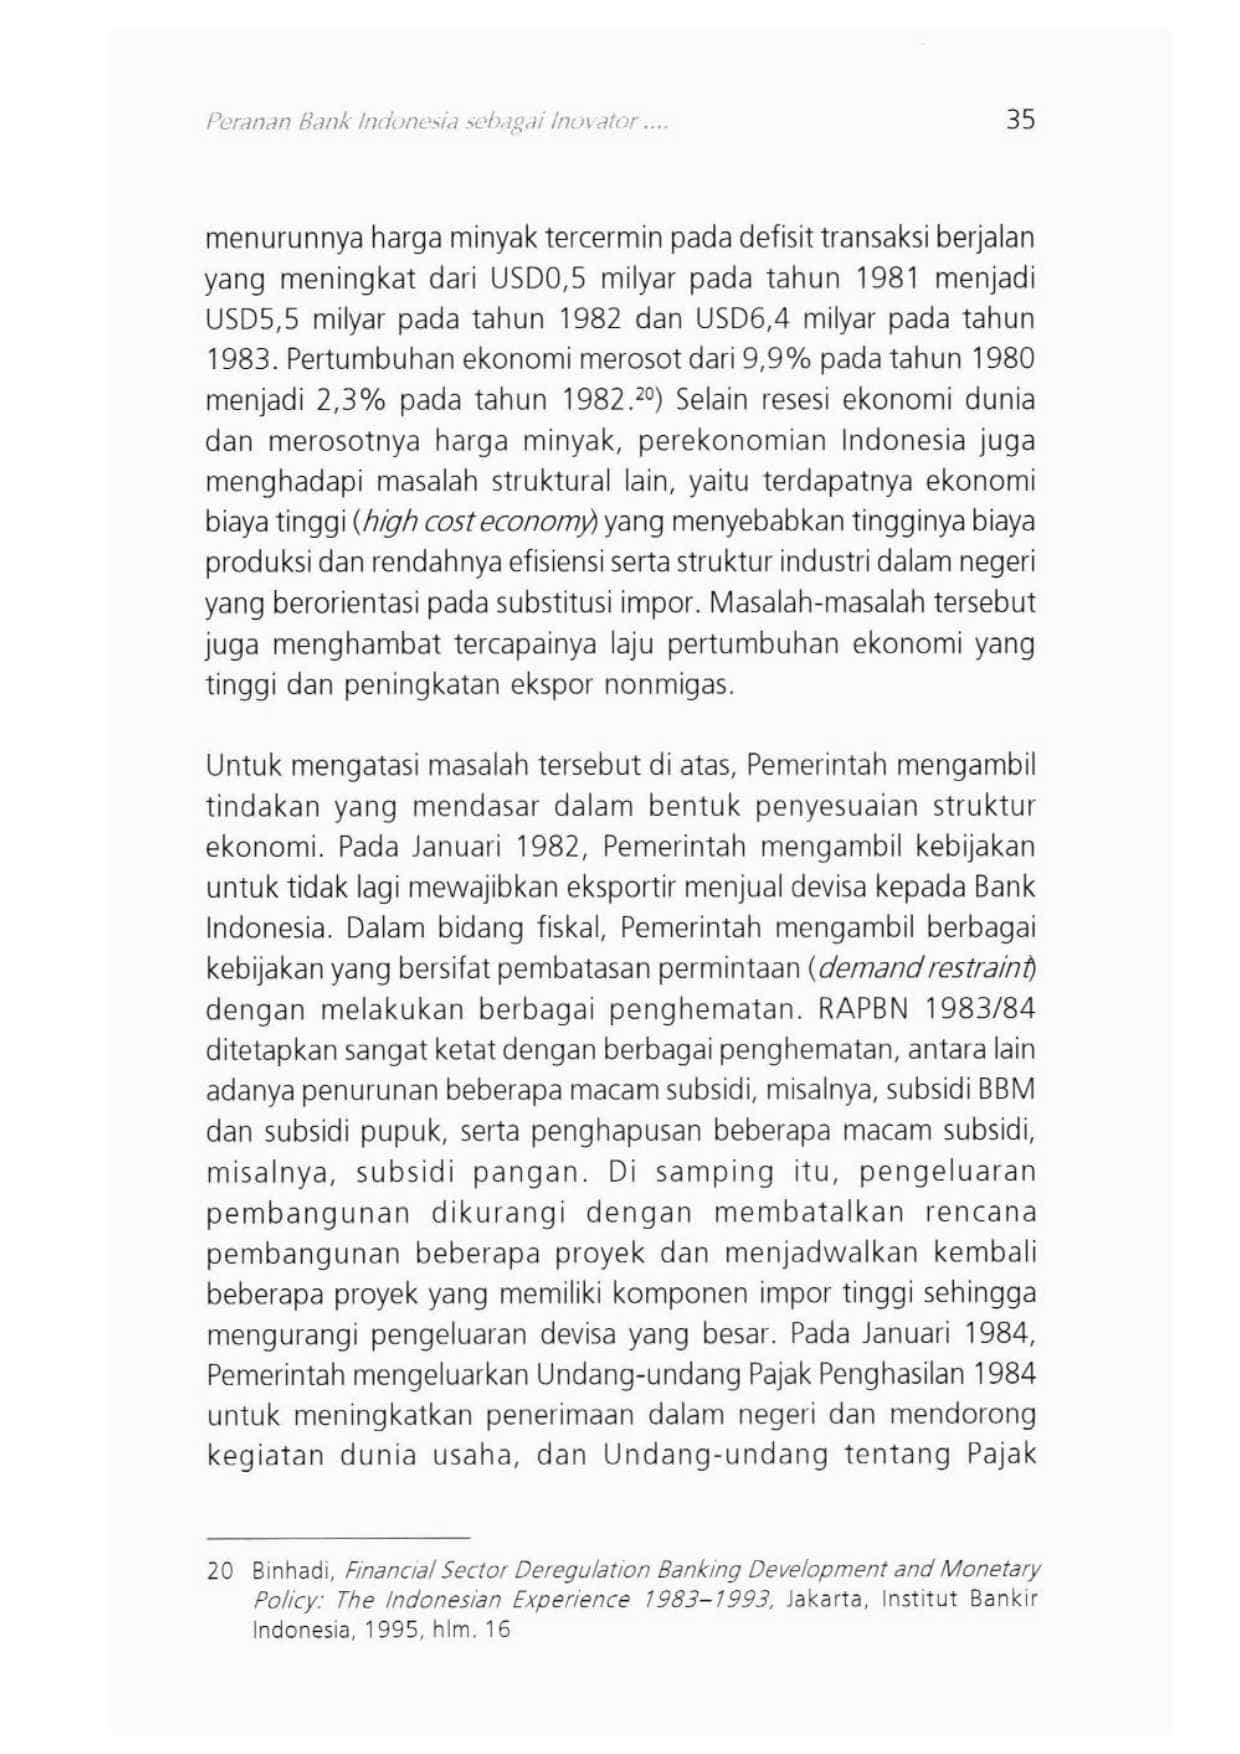 Peranan Bank Indonesia sebagai Inovator .... 35
menurunnya harga minyak tercermin pada defisit transaksi berjalan
yang meningkat dari USD0,5 milyar pada tahun 1981 menjadi
USD5,5 milyar pada tahun 1982 dan USD6,4 milyar pada tahun
1983. Pertumbuhan ekonomi merosot dari 9,9% pada tahun 1980
menjadi 2,3% pada tahun 1982.²⁰) Selain resesi ekonomi dunia
dan merosotnya harga minyak, perekonomian Indonesia juga
menghadapi masalah struktural lain, yaitu terdapatnya ekonomi
biaya tinggi (high cost economy) yang menyebabkan tingginya biaya
produksi dan rendahnya efisiensi serta struktur industri dalam negeri
yang berorientasi pada substitusi impor. Masalah-masalah tersebut
juga menghambat tercapainya laju pertumbuhan ekonomi yang
tinggi dan peningkatan ekspor nonmigas.
Untuk mengatasi masalah tersebut di atas, Pemerintah mengambil
tindakan yang mendasar dalam bentuk penyesuaian struktur
ekonomi. Pada Januari 1982, Pemerintah mengambil kebijakan
untuk tidak lagi mewajibkan eksportir menjual devisa kepada Bank
Indonesia. Dalam bidang fiskal, Pemerintah mengambil berbagai
kebijakan yang bersifat pembatasan permintaan (demand restraint)
dengan melakukan berbagai penghematan. RAPBN 1983/84
ditetapkan sangat ketat dengan berbagai penghematan, antara lain
adanya penurunan beberapa macam subsidi, misalnya, subsidi BBM
dan subsidi pupuk, serta penghapusan beberapa macam subsidi,
misalnya, subsidi pangan. Di samping itu, pengeluaran
pembangunan dikurangi dengan membatalkan rencana
pembangunan beberapa proyek dan menjadwalkan kembali
beberapa proyek yang memiliki komponen impor tinggi sehingga
mengurangi pengeluaran devisa yang besar. Pada Januari 1984,
Pemerintah mengeluarkan Undang-undang Pajak Penghasilan 1984
untuk meningkatkan penerimaan dalam negeri dan mendorong
kegiatan dunia usaha, dan Undang-undang tentang Pajak
20 Binhadi, Financial Sector Deregulation Banking Development and Monetary
Policy: The Indonesian Experience 1983–1993, Jakarta, Institut Bankir
Indonesia, 1995, hlm. 16